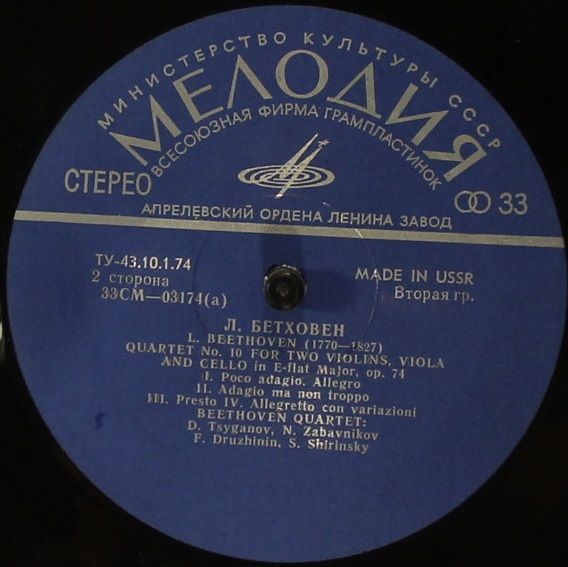 МИНИСТЕРСТВО КУЛЬТУРЫ СССР
МЕЛОДИЯ
ВСЕСОЮЗНАЯ ФИРМА ГРАМПЛАСТИНОК
СТЕРЕО
33
АПРЕЛЕВСКИЙ ОРДЕНА ЛЕНИНА ЗАВОД
ТУ-43.10.1.74
MADE IN USSR
2 сторона
Вторая гр.
33СМ—03174(а)
Л. БЕТХОВЕН
L. BEETHOVEN (1770—1827)
QUARTET No. 10 FOR TWO VIOLINS, VIOLA
AND CELLO in E-flat Major, op. 74
I. Poco adagio. Allegro
II. Adagio ma non troppo
III. Presto IV. Allegretto con variazioni
BEETHOVEN QUARTET:
D. Tsyganov, N. Zabavnikov
F. Druzhinin, S. Shirinsky